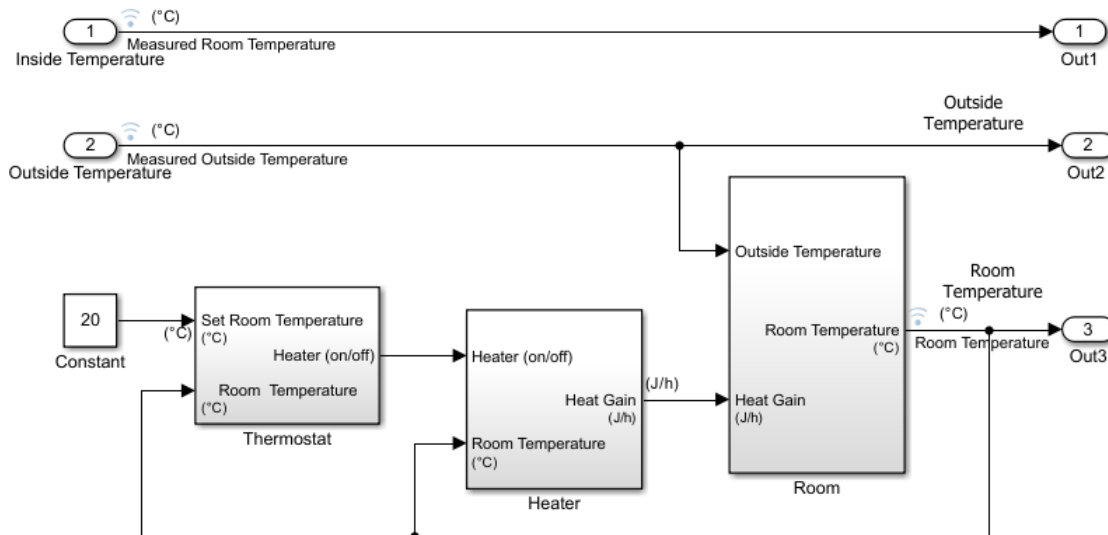 (°C)
1
Measured Room Temperature
Inside Temperature
1
Out1
(°C)
2
Measured Outside Temperature
Outside Temperature
Outside
Temperature
2
Out2
20
Constant
(°C)
Set Room Temperature
(°C)
Heater (on/off)
Room Temperature
(°C)
Thermostat
Heater (on/off)
Heat Gain
(J/h)
Room Temperature
(°C)
Heater
(J/h)
Outside Temperature
Room Temperature
(°C)
Heat Gain
(J/h)
Room
Room
Temperature
(°C)
Room Temperature
3
Out3